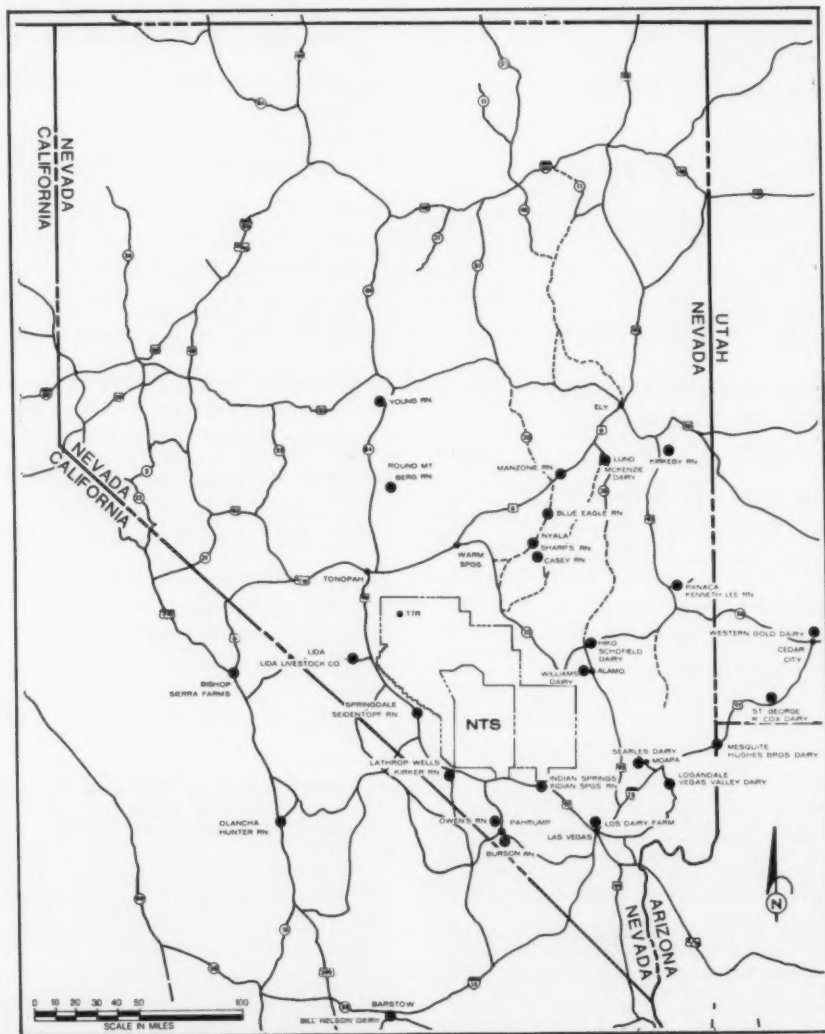 NEVADA
CALIFORNIA
UTAH
NEVADA
NEVADA
CALIFORNIA
ELY
YOUNG RN
ROUND MT
BERG RN
MANZONIE RN
LUND
MCKENZIE
DAIRY
KIRKEBY RN
BLUE EAGLE RN
NYALA
SHARP'S RN
CASEY RN
WARM
SPGS
TONOPAH
TTR
PANACA
KENNETH LEE RN
LIDA
LIDA LIVESTOCK CO
HIKO
SCHOFIELD
DAIRY
WESTERN GOLD DAIRY
CEDAR
CITY
BISHOP
SIERRA FARMS
WILLIAMS
DAIRY
ALAMO
SPRINGDALE
SEIDENTOPF RN
NTS
ST GEORGE
R COX DAIRY
MESQUITE
HUGHES BROS DAIRY
SEARLES DAIRY
MOAPA
LATHROP WELLS
KIRKER RN
INDIAN SPRINGS
INDIAN SPGS RN
LOGANDALE
VEGAS VALLEY DAIRY
OLANCHA
HUNTER RN
OWENS RN
PAHRUMP
BURSON RN
LAS VEGAS
LDS DAIRY FARM
ARIZONA
NEVADA
N
BARSTOW
BILL NELSON DAIRY
0 10 20 30 40 50 100
SCALE IN MILES